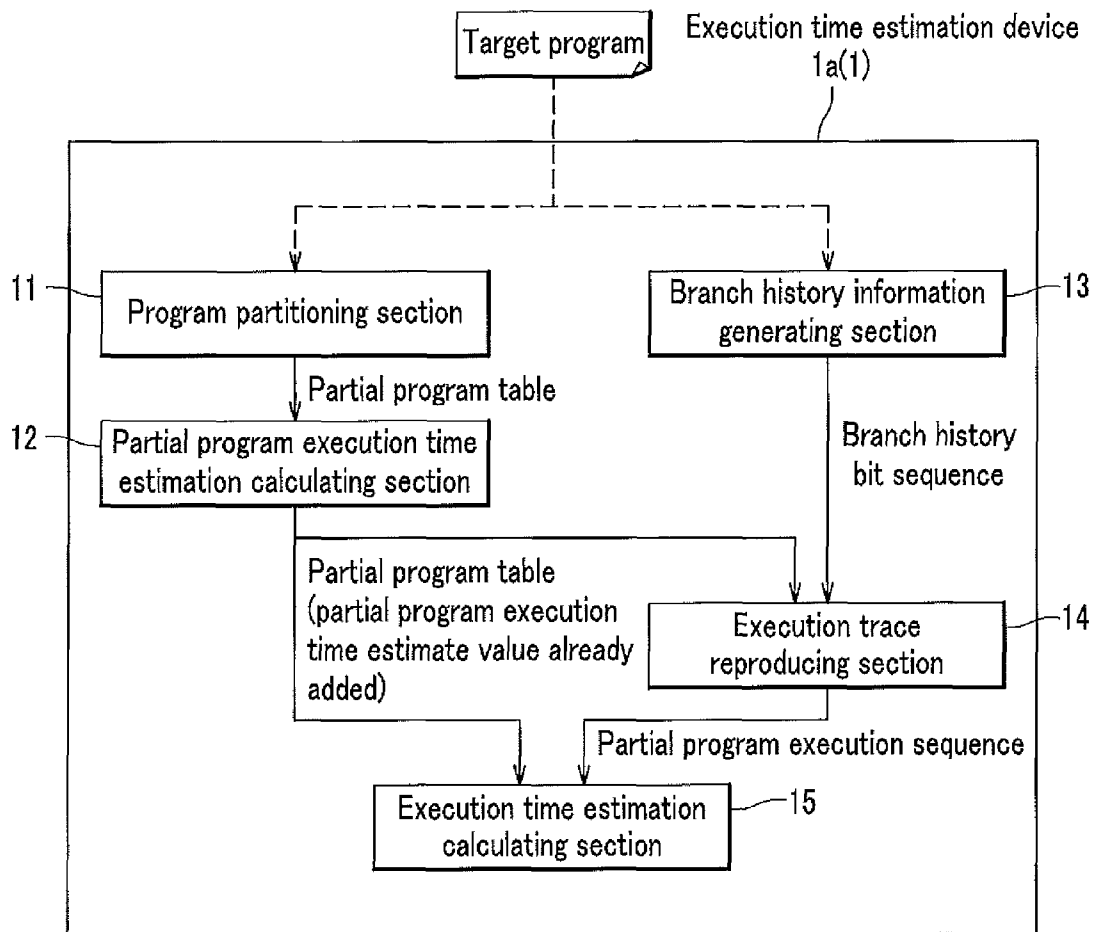 Target program
Execution time estimation device
1a(1)
11
Program partitioning section
Branch history information
generating section
13
Partial program table
12
Partial program execution time
estimation calculating section
Branch history
bit sequence
Partial program table
(partial program execution
time estimate value already
added)
Execution trace
reproducing section
14
Partial program execution sequence
Execution time estimation
calculating section
15